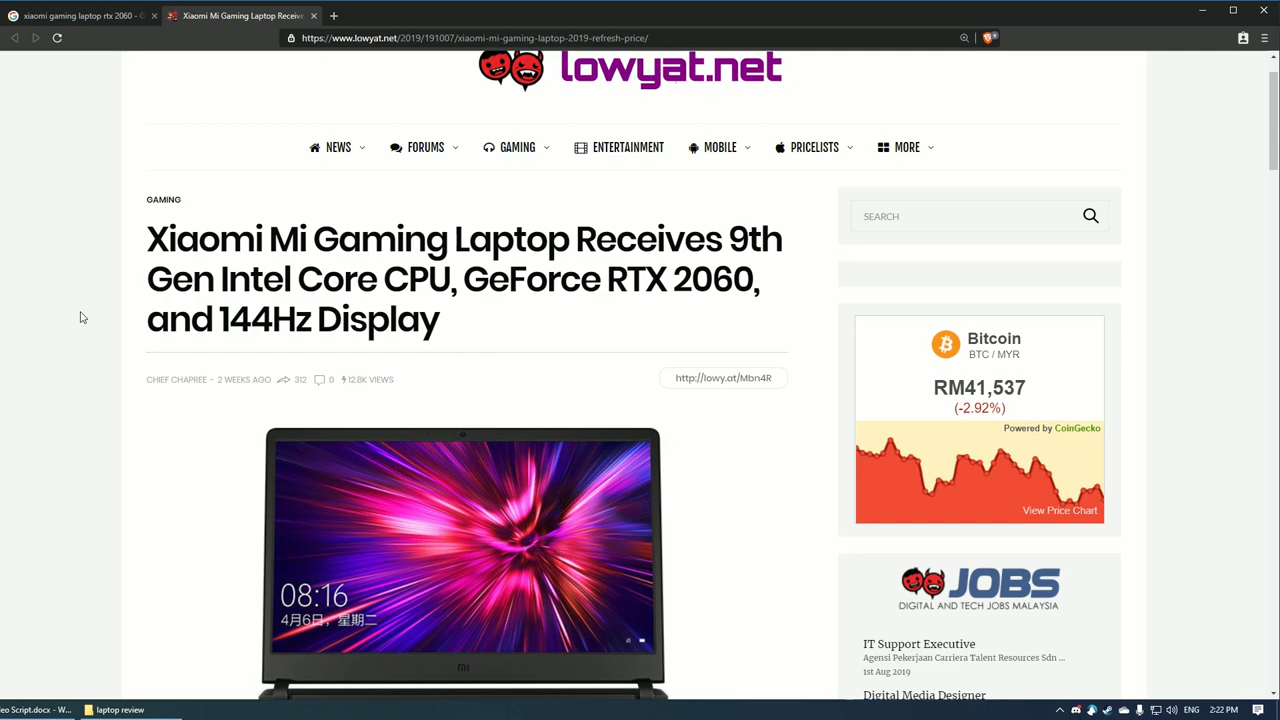 xiaomi gaming laptop rtx 2060 - G
Xiaomi Mi Gaming Laptop Receive
https://www.lowyat.net/2019/191007/xiaomi-mi-gaming-laptop-2019-refresh-price/
lowyat.net
NEWS
FORUMS
GAMING
ENTERTAINMENT
MOBILE
PRICELISTS
MORE
GAMING
Xiaomi Mi Gaming Laptop Receives 9th
Gen Intel Core CPU, GeForce RTX 2060,
and 144Hz Display
CHIEF CHAPREE - 2 WEEKS AGO 312 0 12.8K VIEWS
http://lowy.at/Mbn4R
08:16
4月6日，星期二
mi
SEARCH
Bitcoin
BTC / MYR
RM41,537
(-2.92%)
Powered by CoinGecko
View Price Chart
JOBS
DIGITAL AND TECH JOBS MALAYSIA
IT Support Executive
Agensi Pekerjaan Carriera Talent Resources Sdn ...
1st Aug 2019
Digital Media Designer
leo Script.docx - W...
laptop review
ENG
2:22 PM